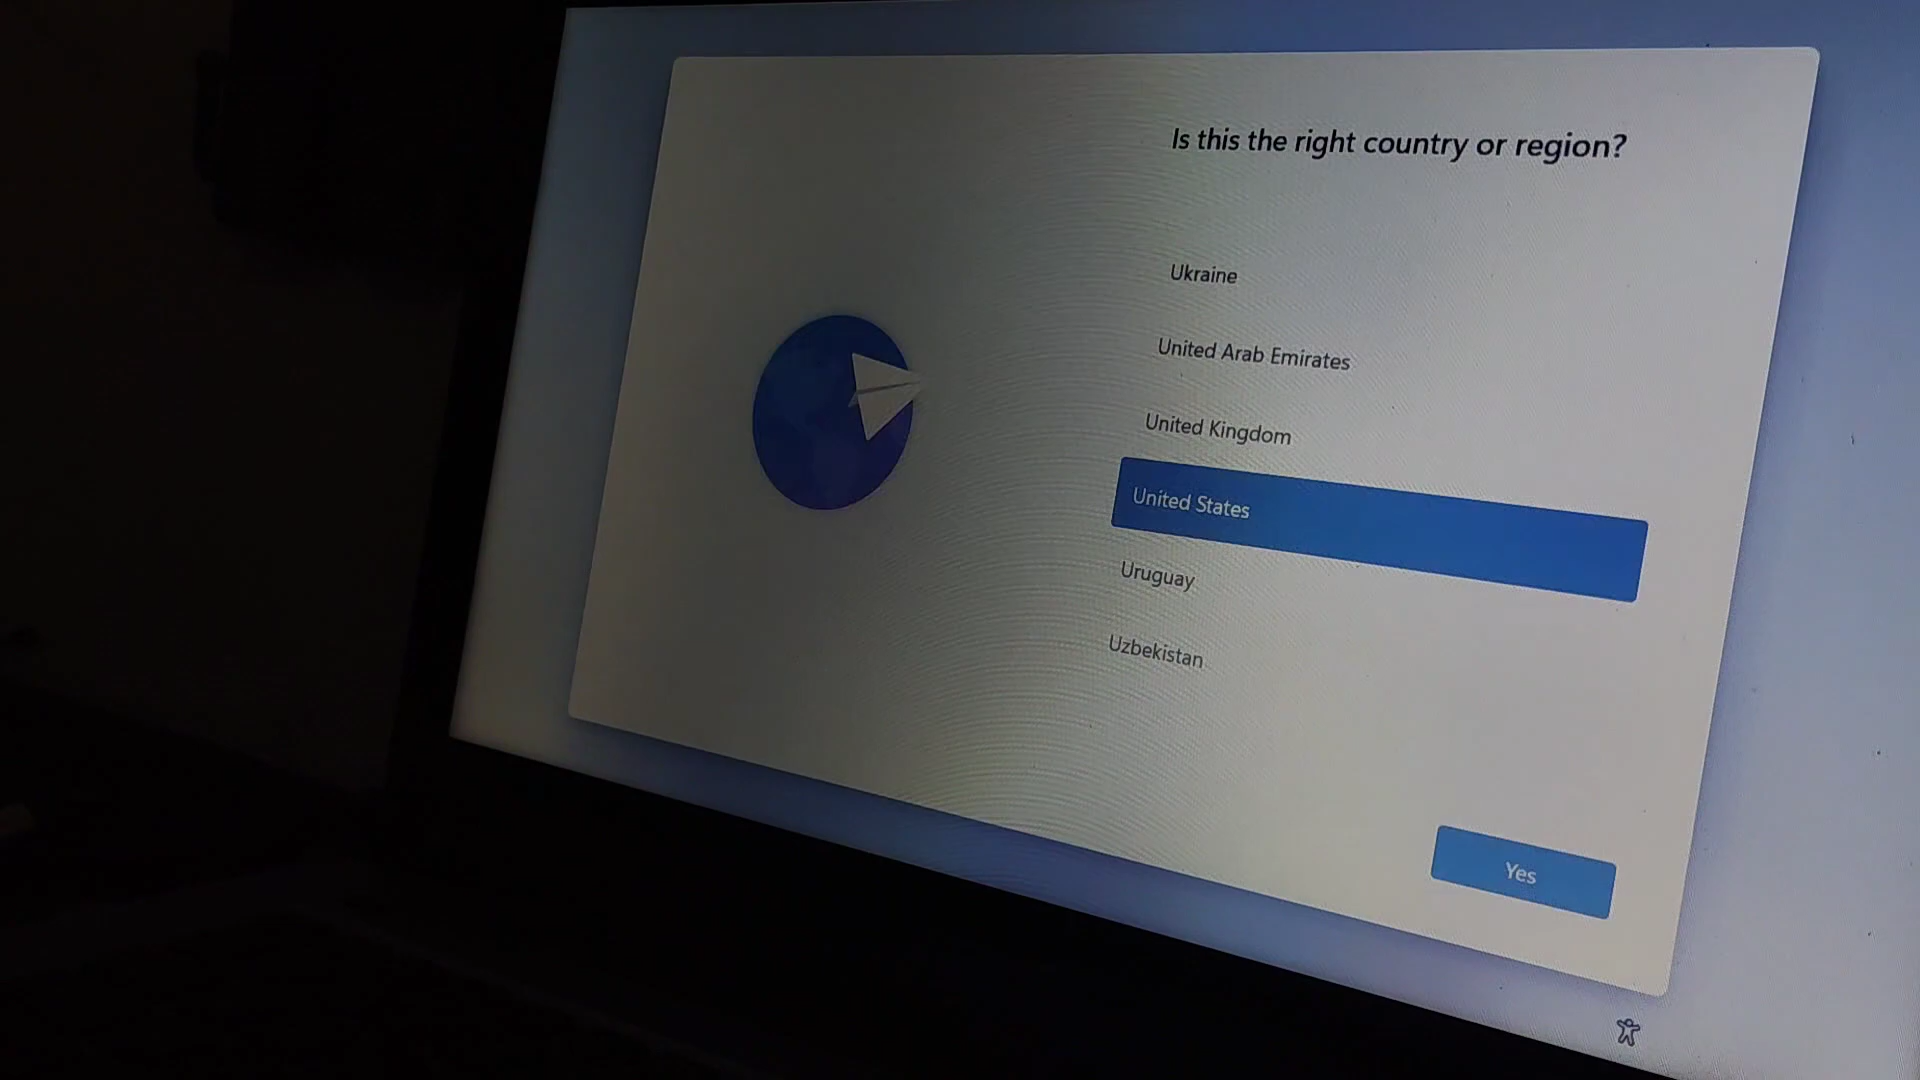 Is this the right country or region?
Ukraine
United Arab Emirates
United Kingdom
United States
Uruguay
Uzbekistan
Yes